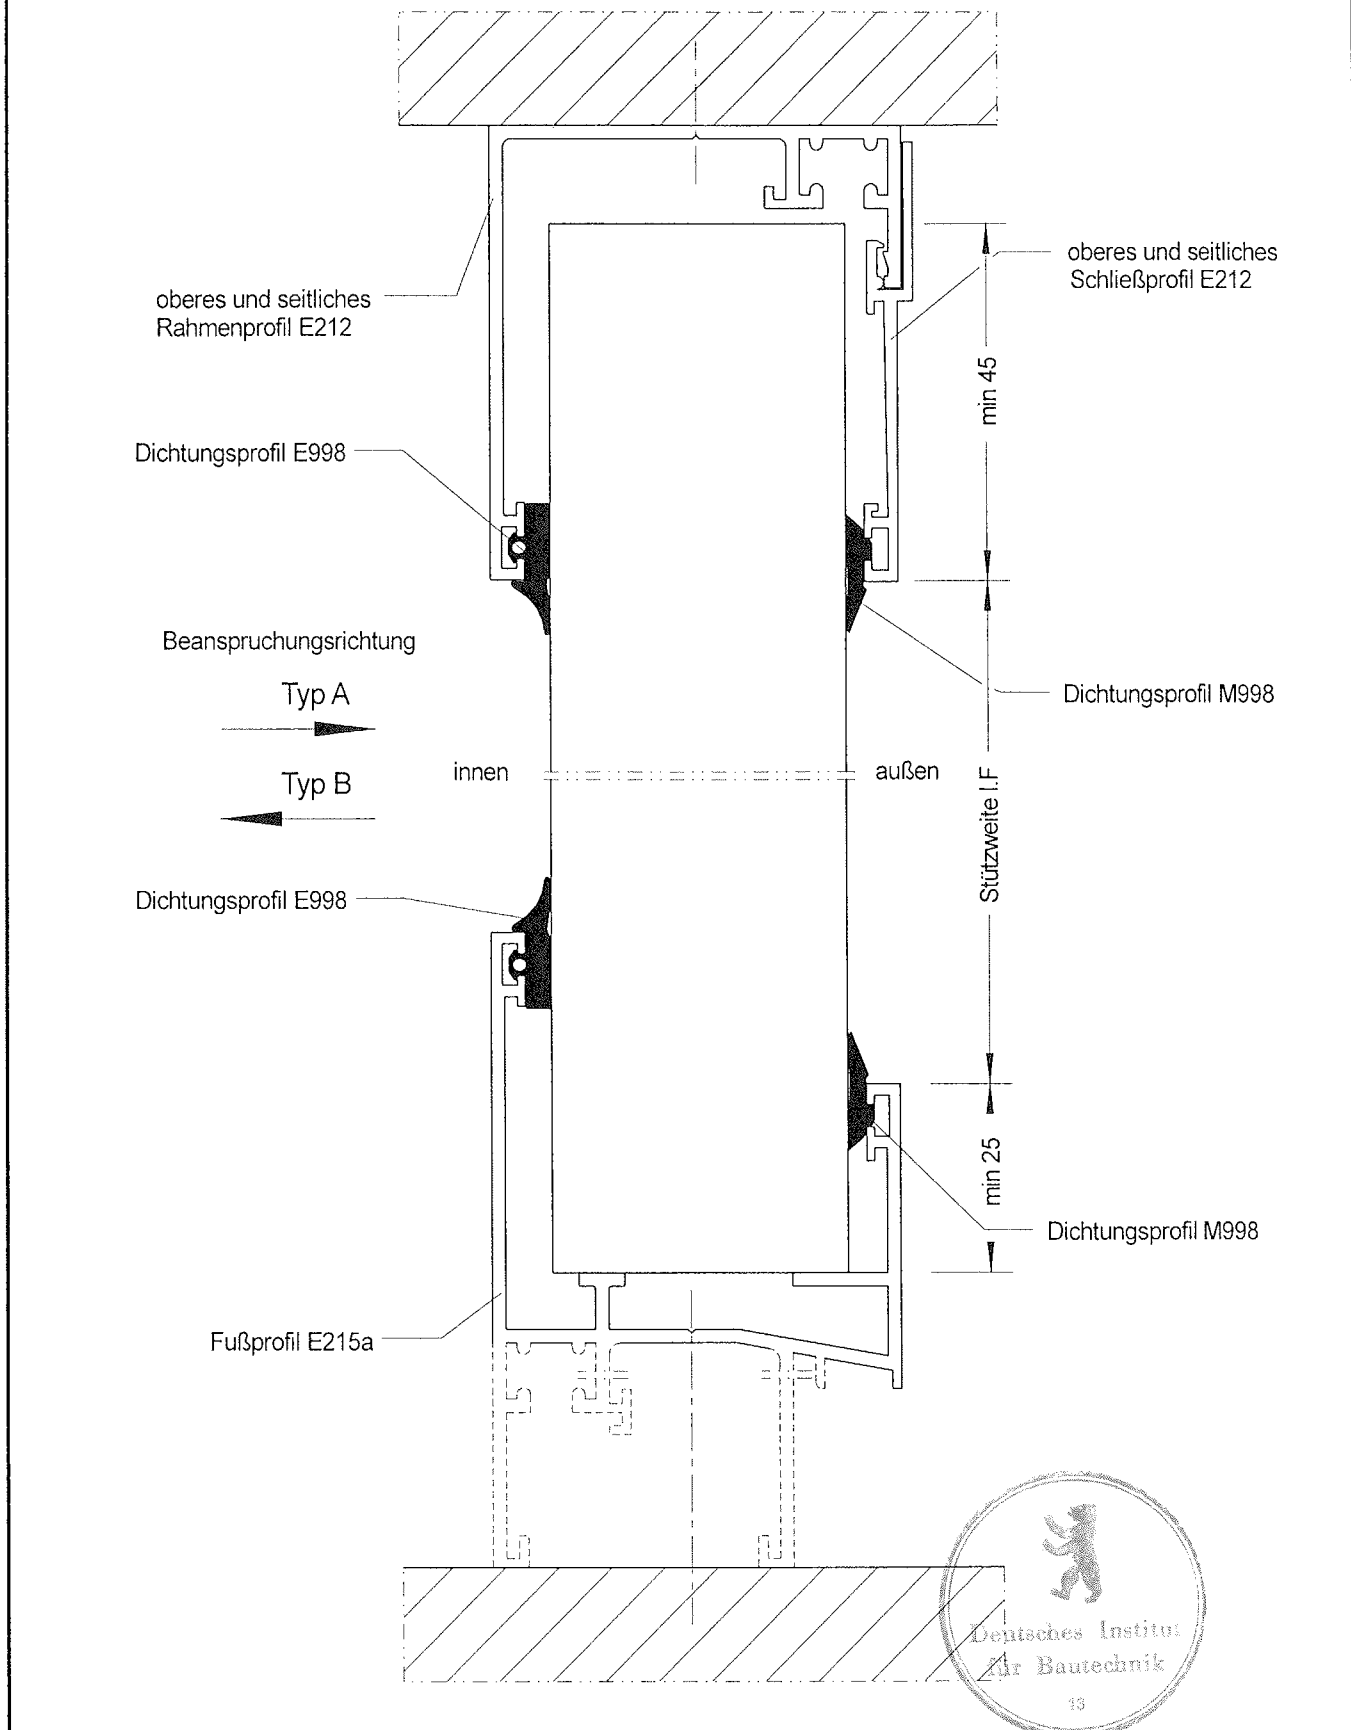 oberes und seitliches
Schließprofil E212
oberes und seitliches
Rahmenprofil E212
min 45
Dichtungsprofil E998
Beanspruchungsrichtung
Typ A
Dichtungsprofil M998
innen
außen
Typ B
Stützweite l.F
Dichtungsprofil E998
min 25
Dichtungsprofil M998
Fußprofil E215a
Deutsches Institut
für Bautechnik
13